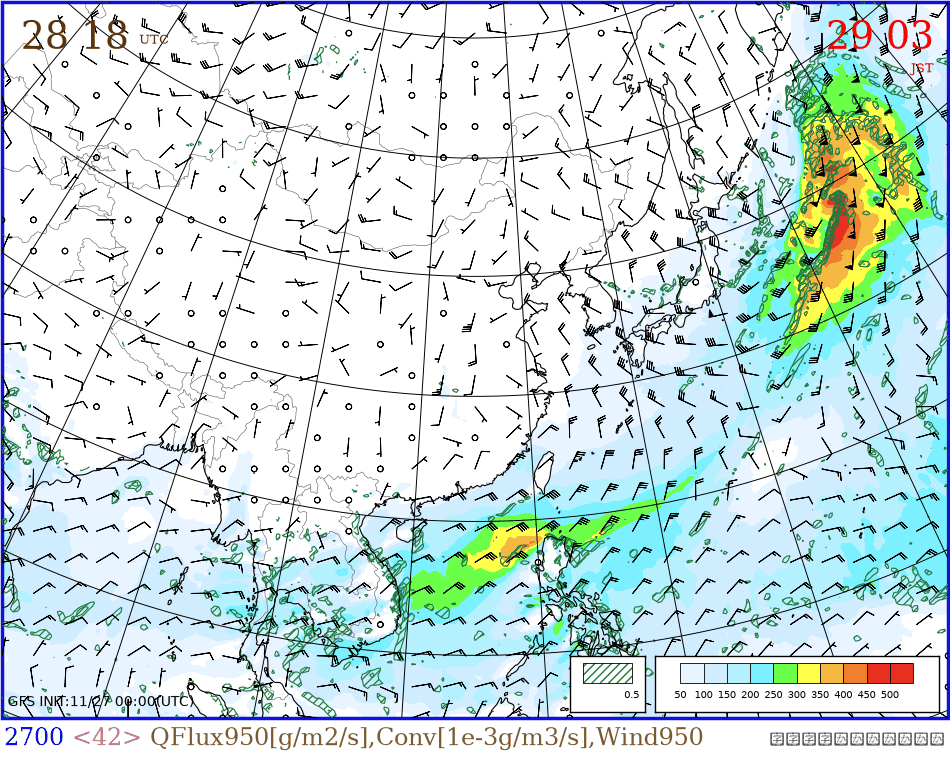 28 18 UTC
29 03
JST
0.5
50 100 150 200 250 300 350 400 450 500
GFS INIT:11/27 00:00(UTC)
2700 <42> QFlux950[g/m2/s],Conv[1e-3g/m3/s],Wind950